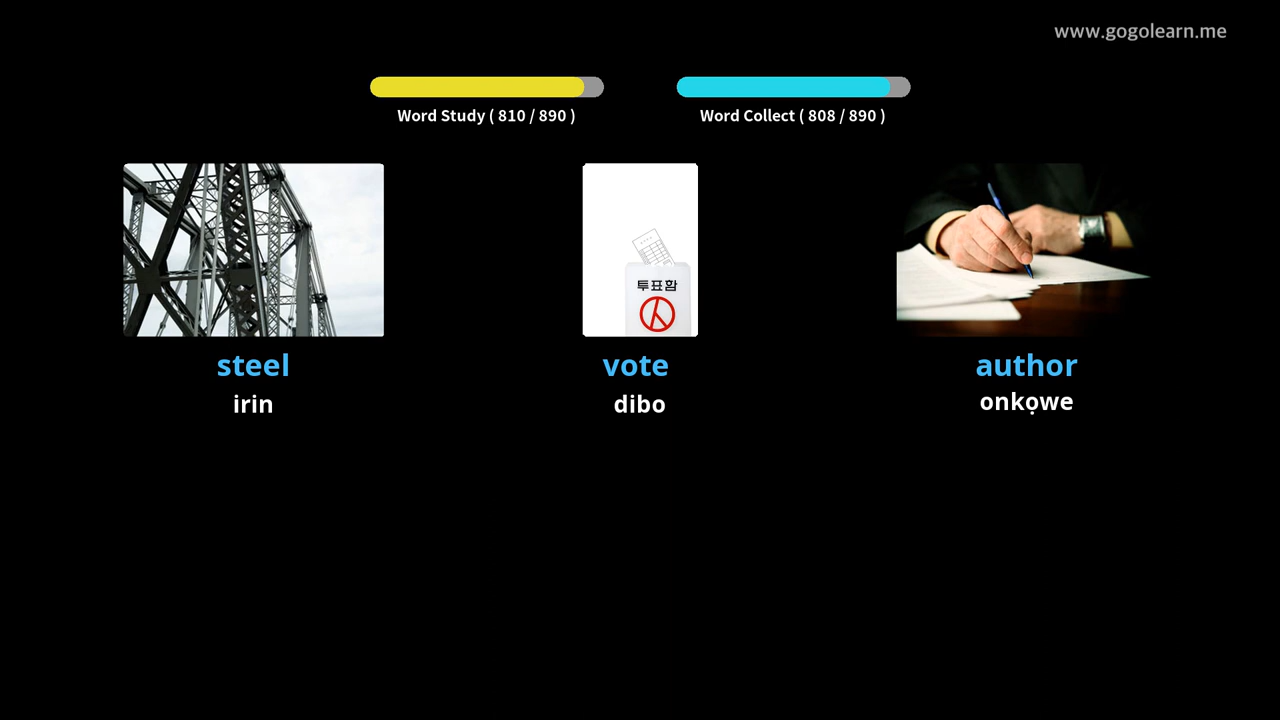 www.gogolearn.me
Word Study ( 810 / 890 )
Word Collect ( 808 / 890 )
투표함
steel
vote
author
irin
dibo
onkọwe